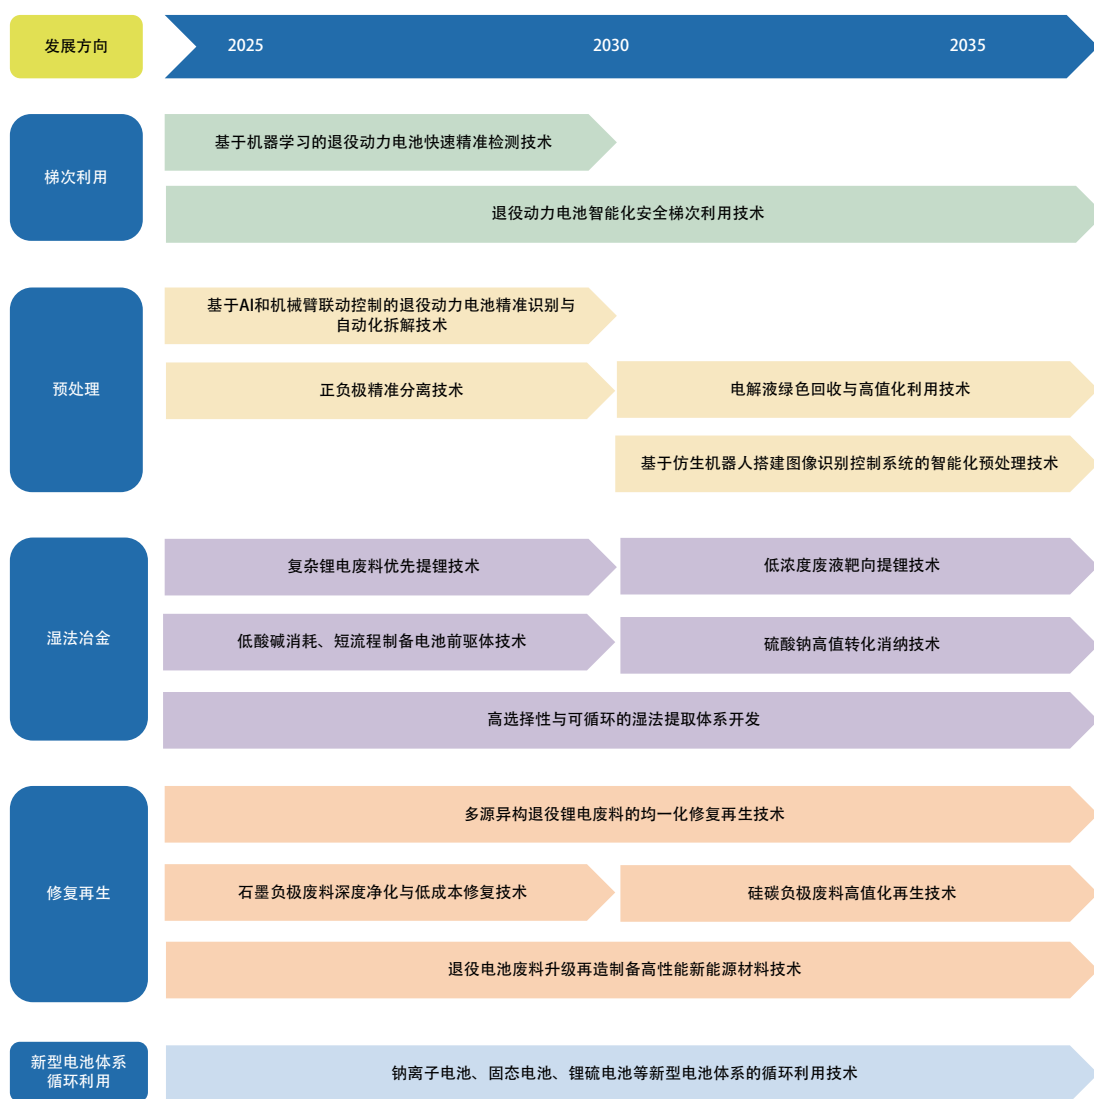 发展方向
2025
2030
2035
梯次利用
基于机器学习的退役动力电池快速精准检测技术
退役动力电池智能化安全梯次利用技术
预处理
基于AI和机械臂联动控制的退役动力电池精准识别与
自动化拆解技术
正负极精准分离技术
电解液绿色回收与高值化利用技术
基于仿生机器人搭建图像识别控制系统的智能化预处理技术
湿法冶金
复杂锂电废料优先提锂技术
低浓度废液靶向提锂技术
低酸碱消耗、短流程制备电池前驱体技术
硫酸钠高值转化消纳技术
高选择性与可循环的湿法提取体系开发
修复再生
多源异构退役锂电废料的均一化修复再生技术
石墨负极废料深度净化与低成本修复技术
硅碳负极废料高值化再生技术
退役电池废料升级再造制备高性能新能源材料技术
新型电池体系
循环利用
钠离子电池、固态电池、锂硫电池等新型电池体系的循环利用技术